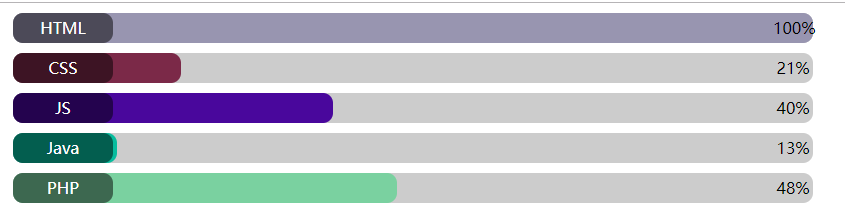 HTML 100%
CSS 21%
JS 40%
Java 13%
PHP 48%